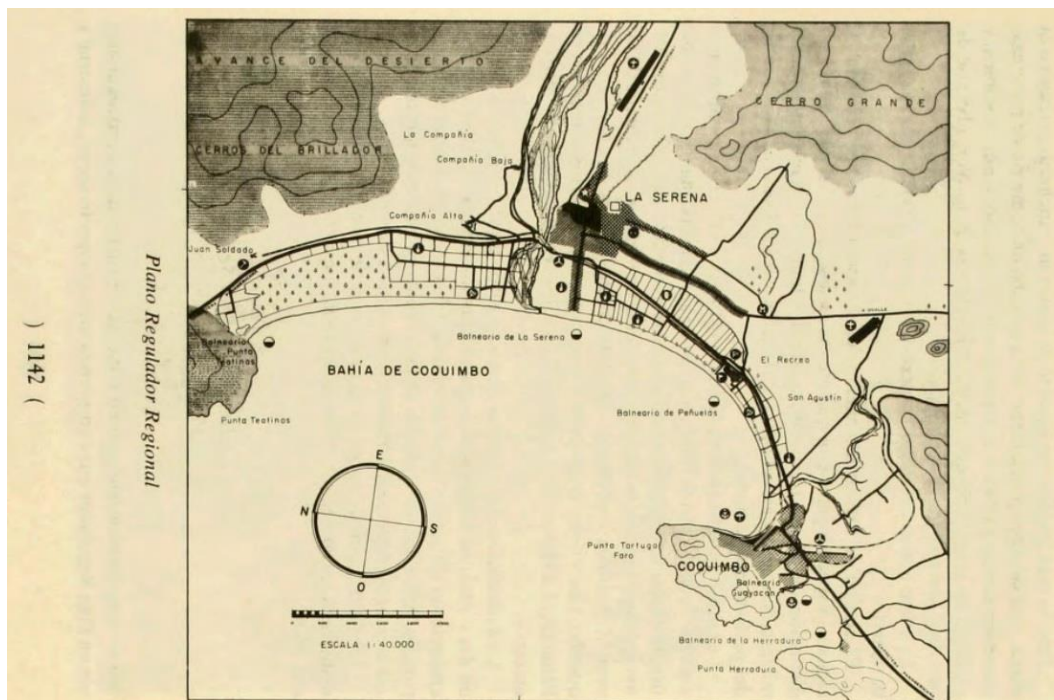 AVANCE DEL DESIERTO
CERRO GRANDE
La Compañía
CERROS DEL BRILLADOR
Compañía Baja
LA SERENA
Compañía Alta
Juan Soldado
A OVALLE
Balneario de La Serena
Balneario
Punta
Teatinos
El Recreo
BAHÍA DE COQUIMBO
San Agustín
Balneario de Peñuelas
Punta Teatinos
E
N
S
O
Punta Tortuga
Faro
COQUIMBO
Balneario
Guayacan
ESCALA 1:40.000
Balneario de la Herradura
Punta Herradura
Plano Regulador Regional
) 1142 (